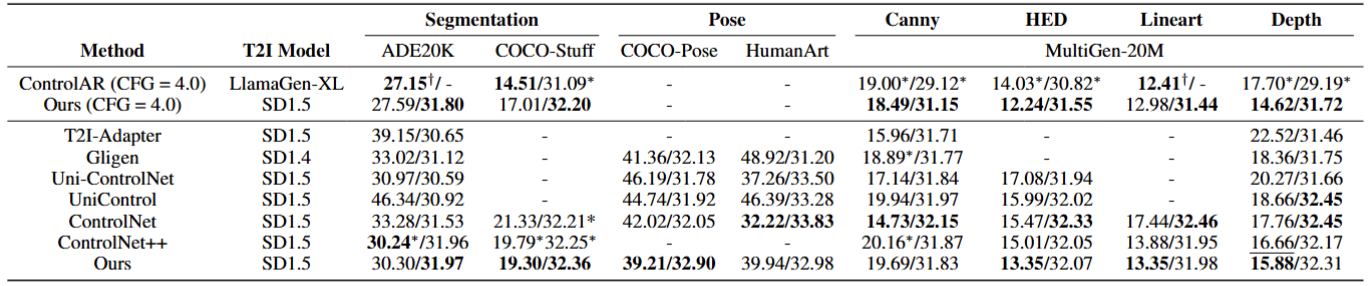 Segmentation Pose Canny HED Lineart Depth
Method T2I Model ADE20K COCO-Stuff COCO-Pose HumanArt MultiGen-20M
ControlAR (CFG = 4.0) LlamaGen-XL 27.15†/ - 14.51/31.09* - - 19.00*/29.12* 14.03*/30.82* 12.41†/ - 17.70*/29.19*
Ours (CFG = 4.0) SD1.5 27.59/31.80 17.01/32.20 - - 18.49/31.15 12.24/31.55 12.98/31.44 14.62/31.72
T2I-Adapter SD1.5 39.15/30.65 - - - 15.96/31.71 - - 22.52/31.46
Gligen SD1.4 33.02/31.12 - 41.36/32.13 48.92/31.20 18.89*/31.77 - - 18.36/31.75
Uni-ControlNet SD1.5 30.97/30.59 - 46.19/31.78 37.26/33.50 17.14/31.84 17.08/31.94 - 20.27/31.66
UniControl SD1.5 46.34/30.92 - 44.74/31.92 46.39/33.28 19.94/31.97 15.99/32.02 - 18.66/32.45
ControlNet SD1.5 33.28/31.53 21.33/32.21* 42.02/32.05 32.22/33.83 14.73/32.15 15.47/32.33 17.44/32.46 17.76/32.45
ControlNet++ SD1.5 30.24*/31.96 19.79*32.25* - - 20.16*/31.87 15.01/32.05 13.88/31.95 16.66/32.17
Ours SD1.5 30.30/31.97 19.30/32.36 39.21/32.90 39.94/32.98 19.69/31.83 13.35/32.07 13.35/31.98 15.88/32.31